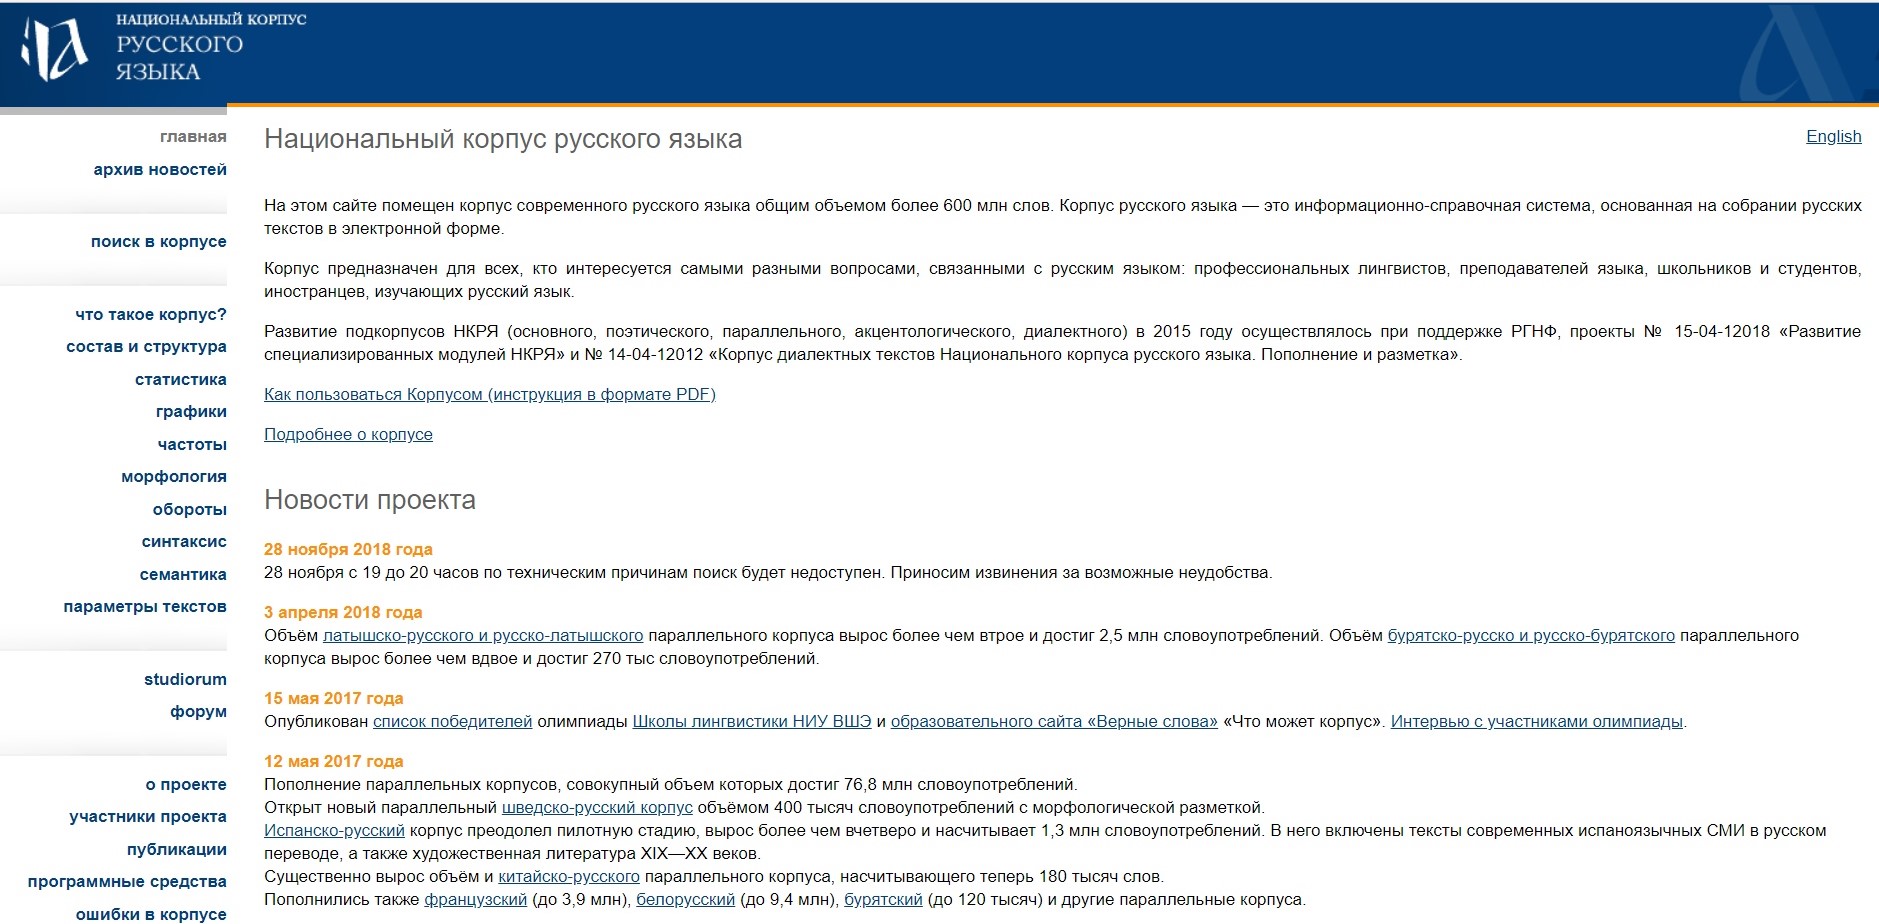 НАЦИОНАЛЬНЫЙ КОРПУС
РУССКОГО
ЯЗЫКА
главная
архив новостей
поиск в корпусе
что такое корпус?
состав и структура
статистика
графики
частоты
морфология
обороты
синтаксис
семантика
параметры текстов
studiorum
форум
о проекте
участники проекта
публикации
программные средства
ошибки в корпусе
Национальный корпус русского языка
English
На этом сайте помещен корпус современного русского языка общим объемом более 600 млн слов. Корпус русского языка — это информационно-справочная система, основанная на собрании русских
текстов в электронной форме.
Корпус предназначен для всех, кто интересуется самыми разными вопросами, связанными с русским языком: профессиональных лингвистов, преподавателей языка, школьников и студентов,
иностранцев, изучающих русский язык.
Развитие подкорпусов НКРЯ (основного, поэтического, параллельного, акцентологического, диалектного) в 2015 году осуществлялось при поддержке РГНФ, проекты № 15-04-12018 «Развитие
специализированных модулей НКРЯ» и № 14-04-12012 «Корпус диалектных текстов Национального корпуса русского языка. Пополнение и разметка».
Как пользоваться Корпусом (инструкция в формате PDF)
Подробнее о корпусе
Новости проекта
28 ноября 2018 года
28 ноября с 19 до 20 часов по техническим причинам поиск будет недоступен. Приносим извинения за возможные неудобства.
3 апреля 2018 года
Объём латышско-русского и русско-латышского параллельного корпуса вырос более чем втрое и достиг 2,5 млн словоупотреблений. Объём бурятско-русско и русско-бурятского параллельного
корпуса вырос более чем вдвое и достиг 270 тыс словоупотреблений.
15 мая 2017 года
Опубликован список победителей олимпиады Школы лингвистики НИУ ВШЭ и образовательного сайта «Верные слова» «Что может корпус». Интервью с участниками олимпиады.
12 мая 2017 года
Пополнение параллельных корпусов, совокупный объем которых достиг 76,8 млн словоупотреблений.
Открыт новый параллельный шведско-русский корпус объёмом 400 тысяч словоупотреблений с морфологической разметкой.
Испанско-русский корпус преодолел пилотную стадию, вырос более чем вчетверо и насчитывает 1,3 млн словоупотреблений. В него включены тексты современных испаноязычных СМИ в русском
переводе, а также художественная литература XIX—XX веков.
Существенно вырос объём и китайско-русского параллельного корпуса, насчитывающего теперь 180 тысяч слов.
Пополнились также французский (до 3,9 млн), белорусский (до 9,4 млн), бурятский (до 120 тысяч) и другие параллельные корпуса.